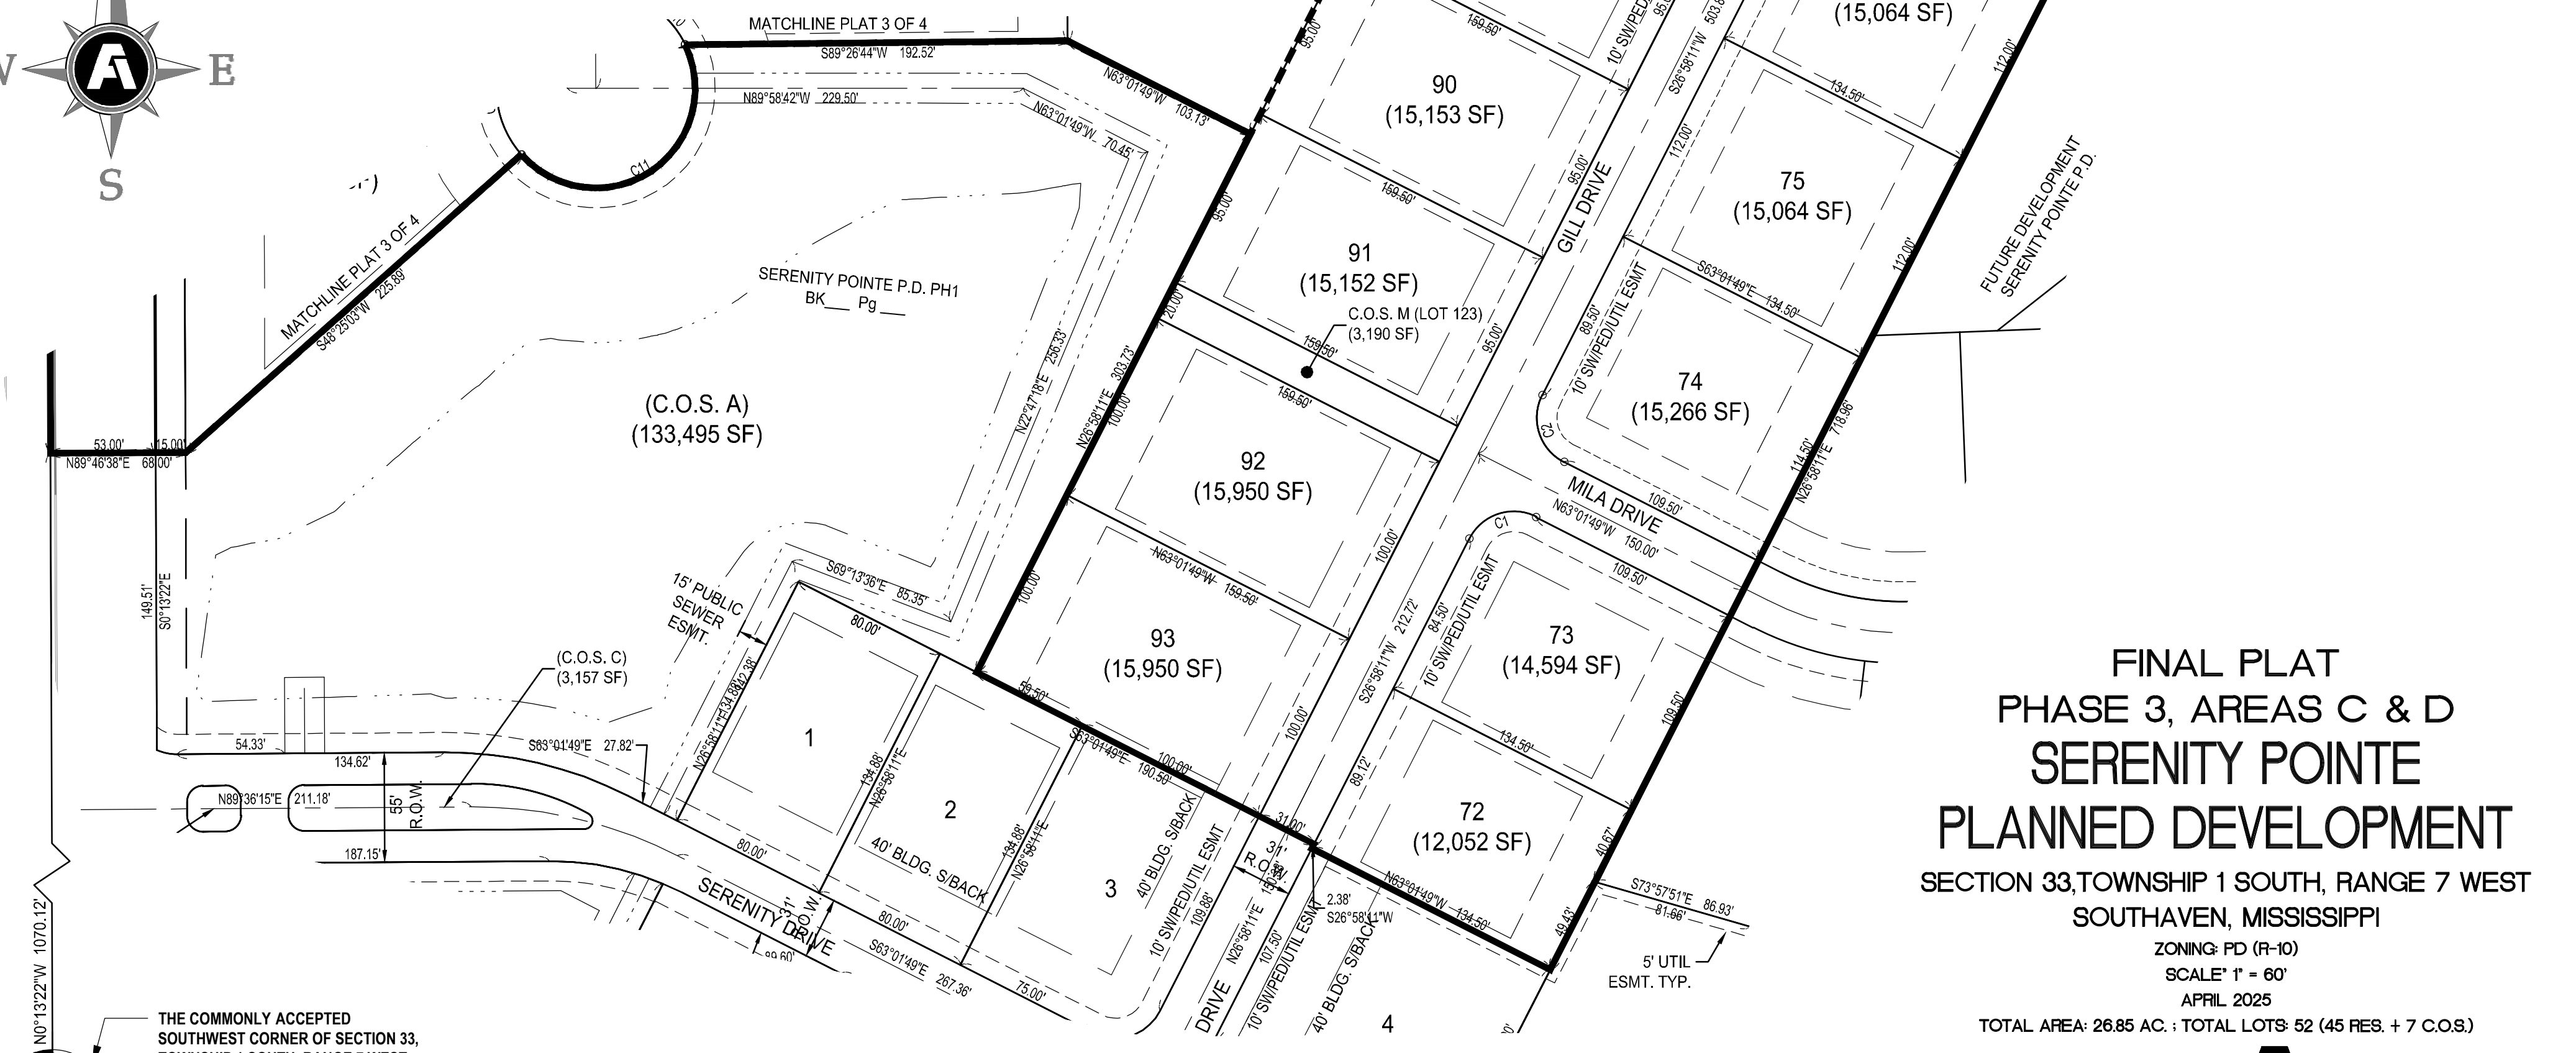 W
E
S
MATCHLINE PLAT 3 OF 4
S89°26'44"W 192.52'
N89°58'42"W 229.50'
N63°01'49"W 103.13'
N63°01'49"W 70.45'
C11
MATCHLINE PLAT 3 OF 4
S48°25'03"W 225.89'
SERENITY POINTE P.D. PH1
BK___ Pg ___
(C.O.S. A)
(133,495 SF)
N22°47'18"E 256.33'
53.00'
15.00'
N89°46'38"E 68.00'
149.51'
S0°13'22"E
N0°13'22"W 1070.12'
15' PUBLIC
SEWER
ESMT.
S69°13'36"E 85.35'
(C.O.S. C)
(3,157 SF)
54.33'
134.62'
S63°01'49"E 27.82'
N89°36'15"E 211.18'
55'
R.O.W.
187.15'
80.00'
1
134.88'
N26°58'11"E
134.88'
N26°58'11"E
2
40' BLDG. S/BACK
134.88'
N26°58'11"E
3
40' BLDG. S/BACK
80.00'
80.00'
75.00'
SERENITY DRIVE
31'
S63°01'49"E 267.36'
THE COMMONLY ACCEPTED
SOUTHWEST CORNER OF SECTION 33,
95.00'
159.50'
10' SW/PED
95.0
503.8
S26°58'11"W
(15,064 SF)
112.00'
90
(15,153 SF)
95.00'
GILL DRIVE
112.00'
134.50'
75
(15,064 SF)
112.00'
95.00'
159.50'
91
(15,152 SF)
20.00'
159.50'
C.O.S. M (LOT 123)
(3,190 SF)
95.00'
89.50'
10' SW/PED/UTIL ESMT
S63°01'49"E 134.50'
FUTURE DEVELOPMENT
SERENITY POINTE P.D.
74
(15,266 SF)
C2
N26°58'11"E 303.73'
100.00'
159.50'
92
(15,950 SF)
114.50'
N26°58'11"E 718.96'
MILA DRIVE
109.50'
N63°01'49"W 150.00'
C1
109.50'
100.00'
N63°01'49"W 159.50'
100.00'
93
(15,950 SF)
84.50'
10' SW/PED/UTIL ESMT
73
(14,594 SF)
S26°58'11"W 212.72'
109.50'
59.50'
S63°01'49"E 190.50'
100.00'
100.00'
134.50'
89.12'
72
(12,052 SF)
40.67'
31.00'
31'
R.O.W.
10' SW/PED/UTIL ESMT
109.88'
N26°58'11"E
107.50'
10' SW/PED/UTIL ESMT
DRIVE
2.38'
S26°58'11"W
40' BLDG. S/BACK
N63°01'49"W 134.50'
49.43'
S73°57'51"E 86.93'
81.66'
5' UTIL
ESMT. TYP.
4
FINAL PLAT
PHASE 3, AREAS C & D
SERENITY POINTE
PLANNED DEVELOPMENT
SECTION 33,TOWNSHIP 1 SOUTH, RANGE 7 WEST
SOUTHAVEN, MISSISSIPPI
ZONING: PD (R-10)
SCALE" 1" = 60'
APRIL 2025
TOTAL AREA: 26.85 AC. ; TOTAL LOTS: 52 (45 RES. + 7 C.O.S.)